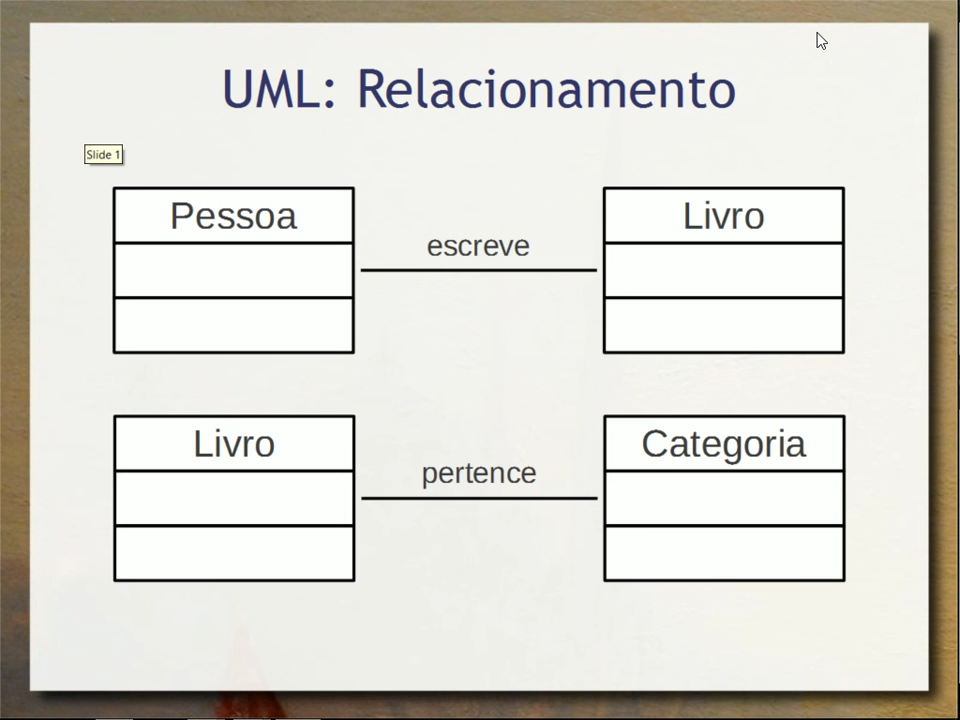 UML: Relacionamento
Slide 1
Pessoa
escreve
Livro
Livro
pertence
Categoria